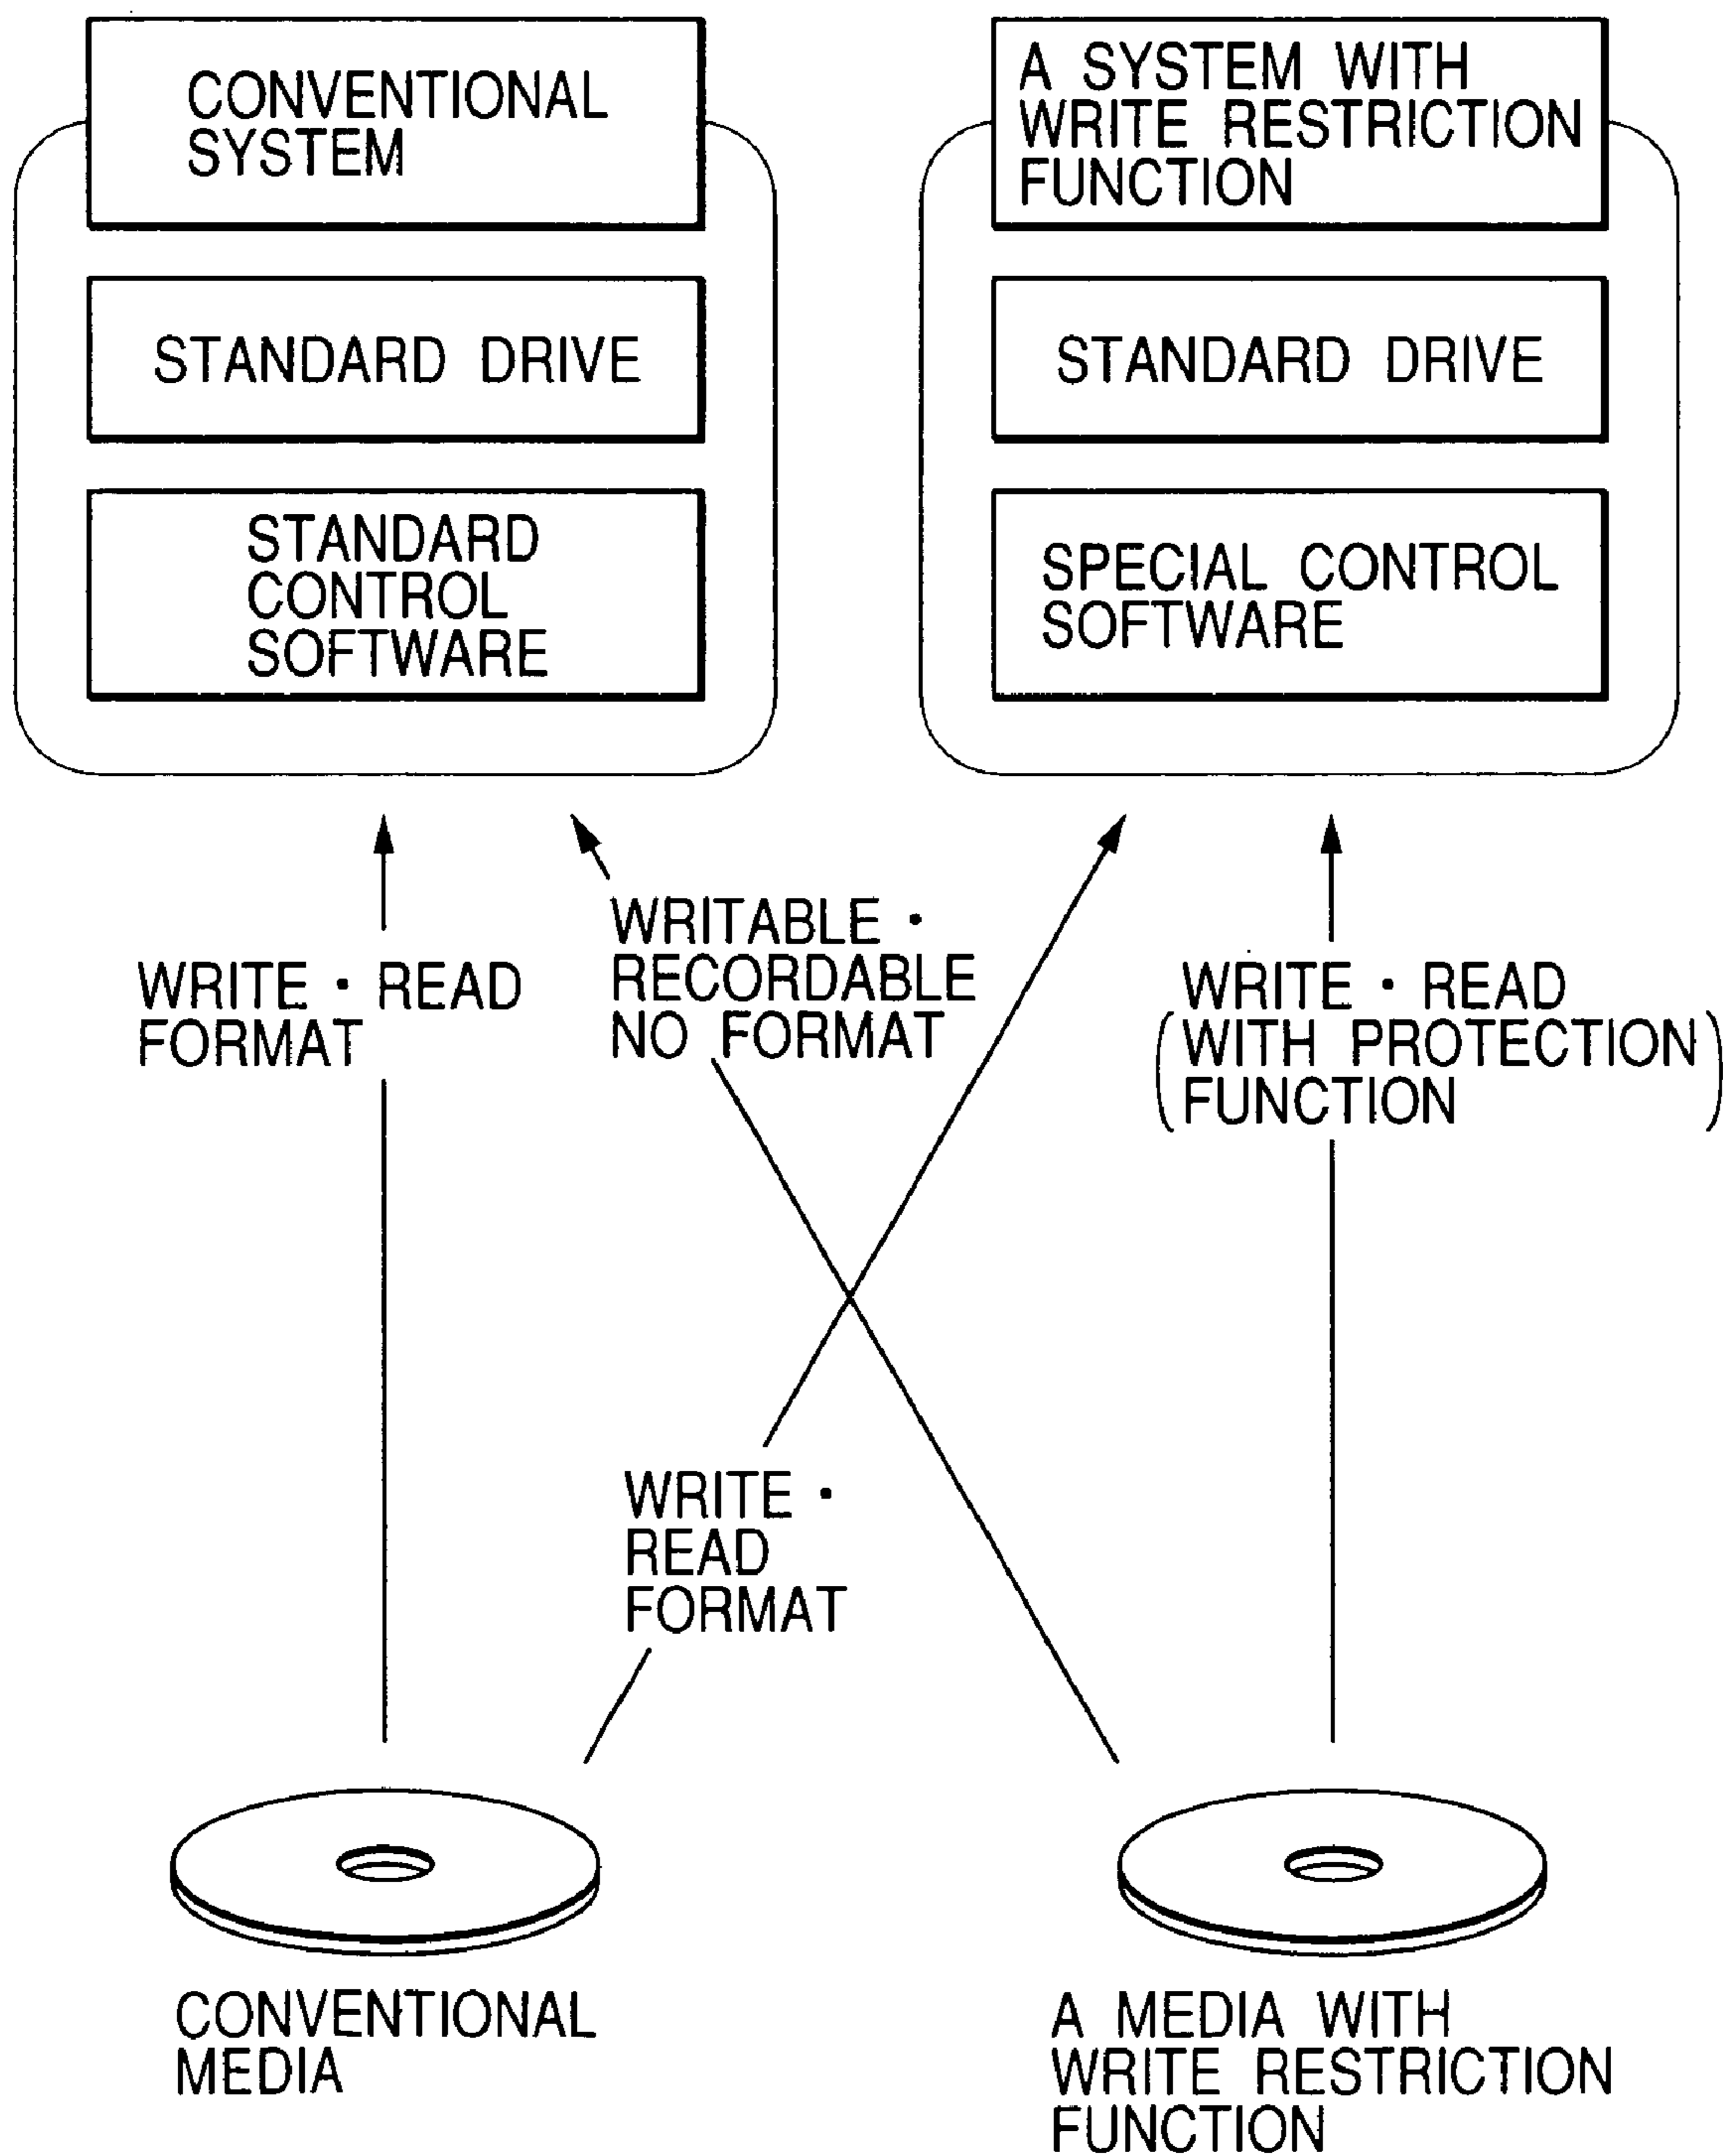 CONVENTIONAL
SYSTEM
STANDARD DRIVE
STANDARD
CONTROL
SOFTWARE
A SYSTEM WITH
WRITE RESTRICTION
FUNCTION
STANDARD DRIVE
SPECIAL CONTROL
SOFTWARE
WRITE · READ
FORMAT
WRITABLE ·
RECORDABLE
NO FORMAT
WRITE · READ
(WITH PROTECTION
FUNCTION)
WRITE ·
READ
FORMAT
CONVENTIONAL
MEDIA
A MEDIA WITH
WRITE RESTRICTION
FUNCTION